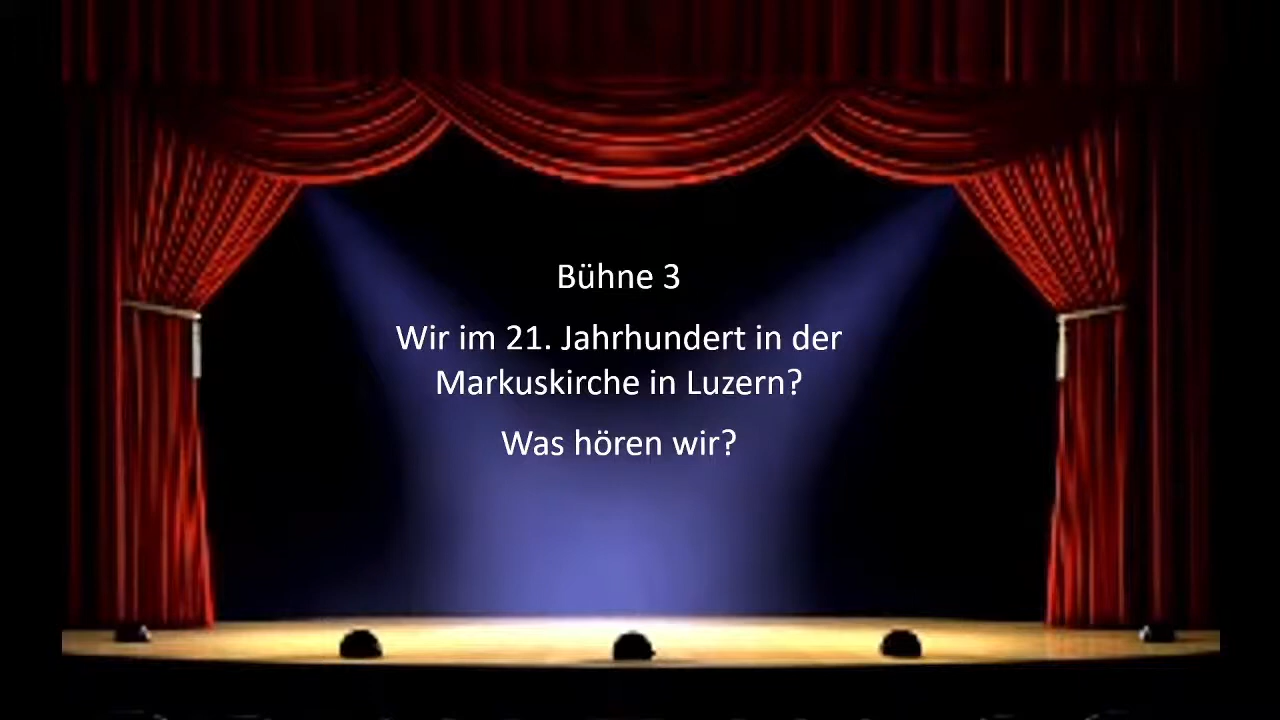 Bühne 3
Wir im 21. Jahrhundert in der
Markuskirche in Luzern?
Was hören wir?